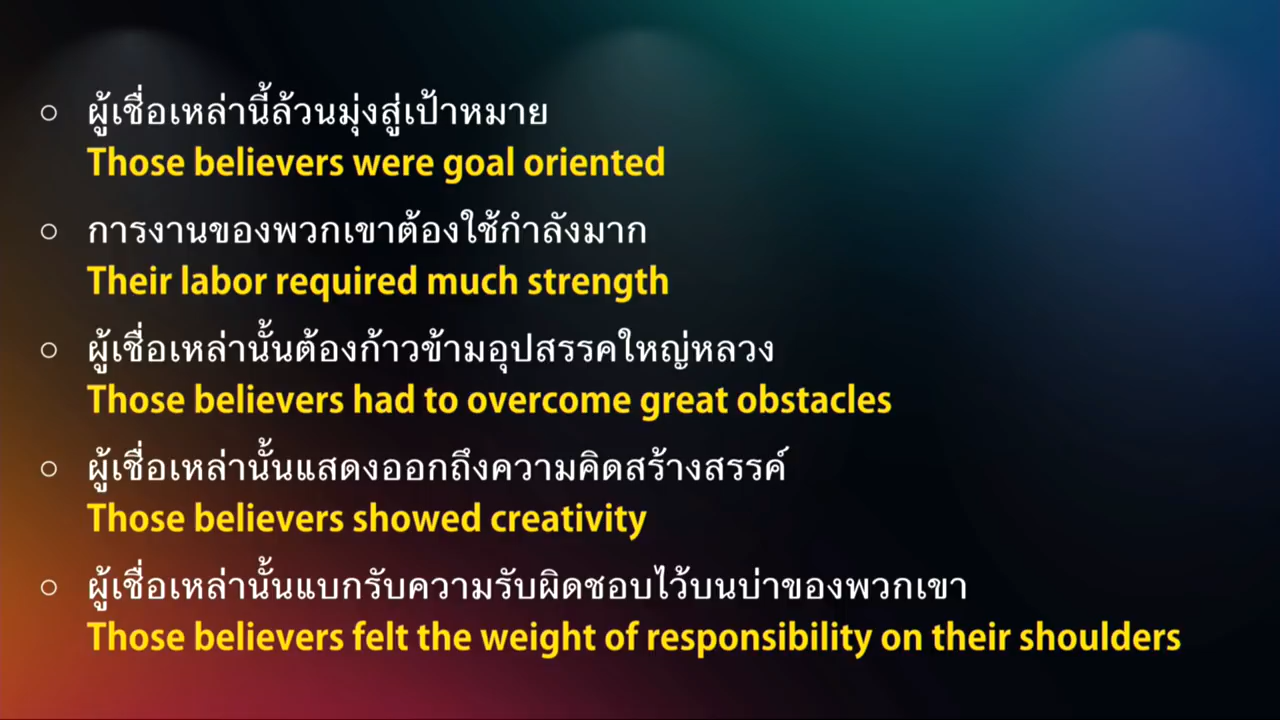 ผู้เชื่อเหล่านี้ล้วนมุ่งสู่เป้าหมาย
Those believers were goal oriented
การงานของพวกเขาต้องใช้กำลังมาก
Their labor required much strength
ผู้เชื่อเหล่านั้นต้องก้าวข้ามอุปสรรคใหญ่หลวง
Those believers had to overcome great obstacles
ผู้เชื่อเหล่านั้นแสดงออกถึงความคิดสร้างสรรค์
Those believers showed creativity
ผู้เชื่อเหล่านั้นแบกรับความรับผิดชอบไว้บนบ่าของพวกเขา
Those believers felt the weight of responsibility on their shoulders